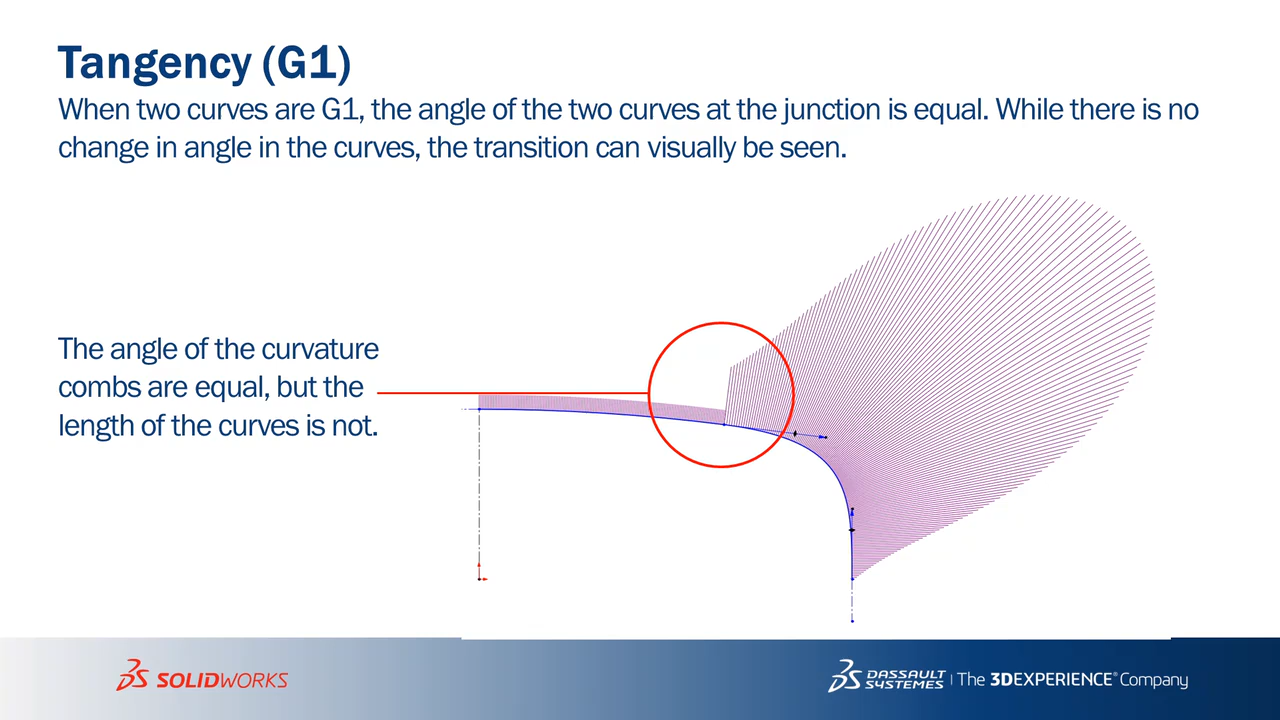 Tangency (G1)
When two curves are G1, the angle of the two curves at the junction is equal. While there is no
change in angle in the curves, the transition can visually be seen.
The angle of the curvature
combs are equal, but the
length of the curves is not.
SOLIDWORKS
DASSAULT
SYSTEMES
The 3DEXPERIENCE® Company